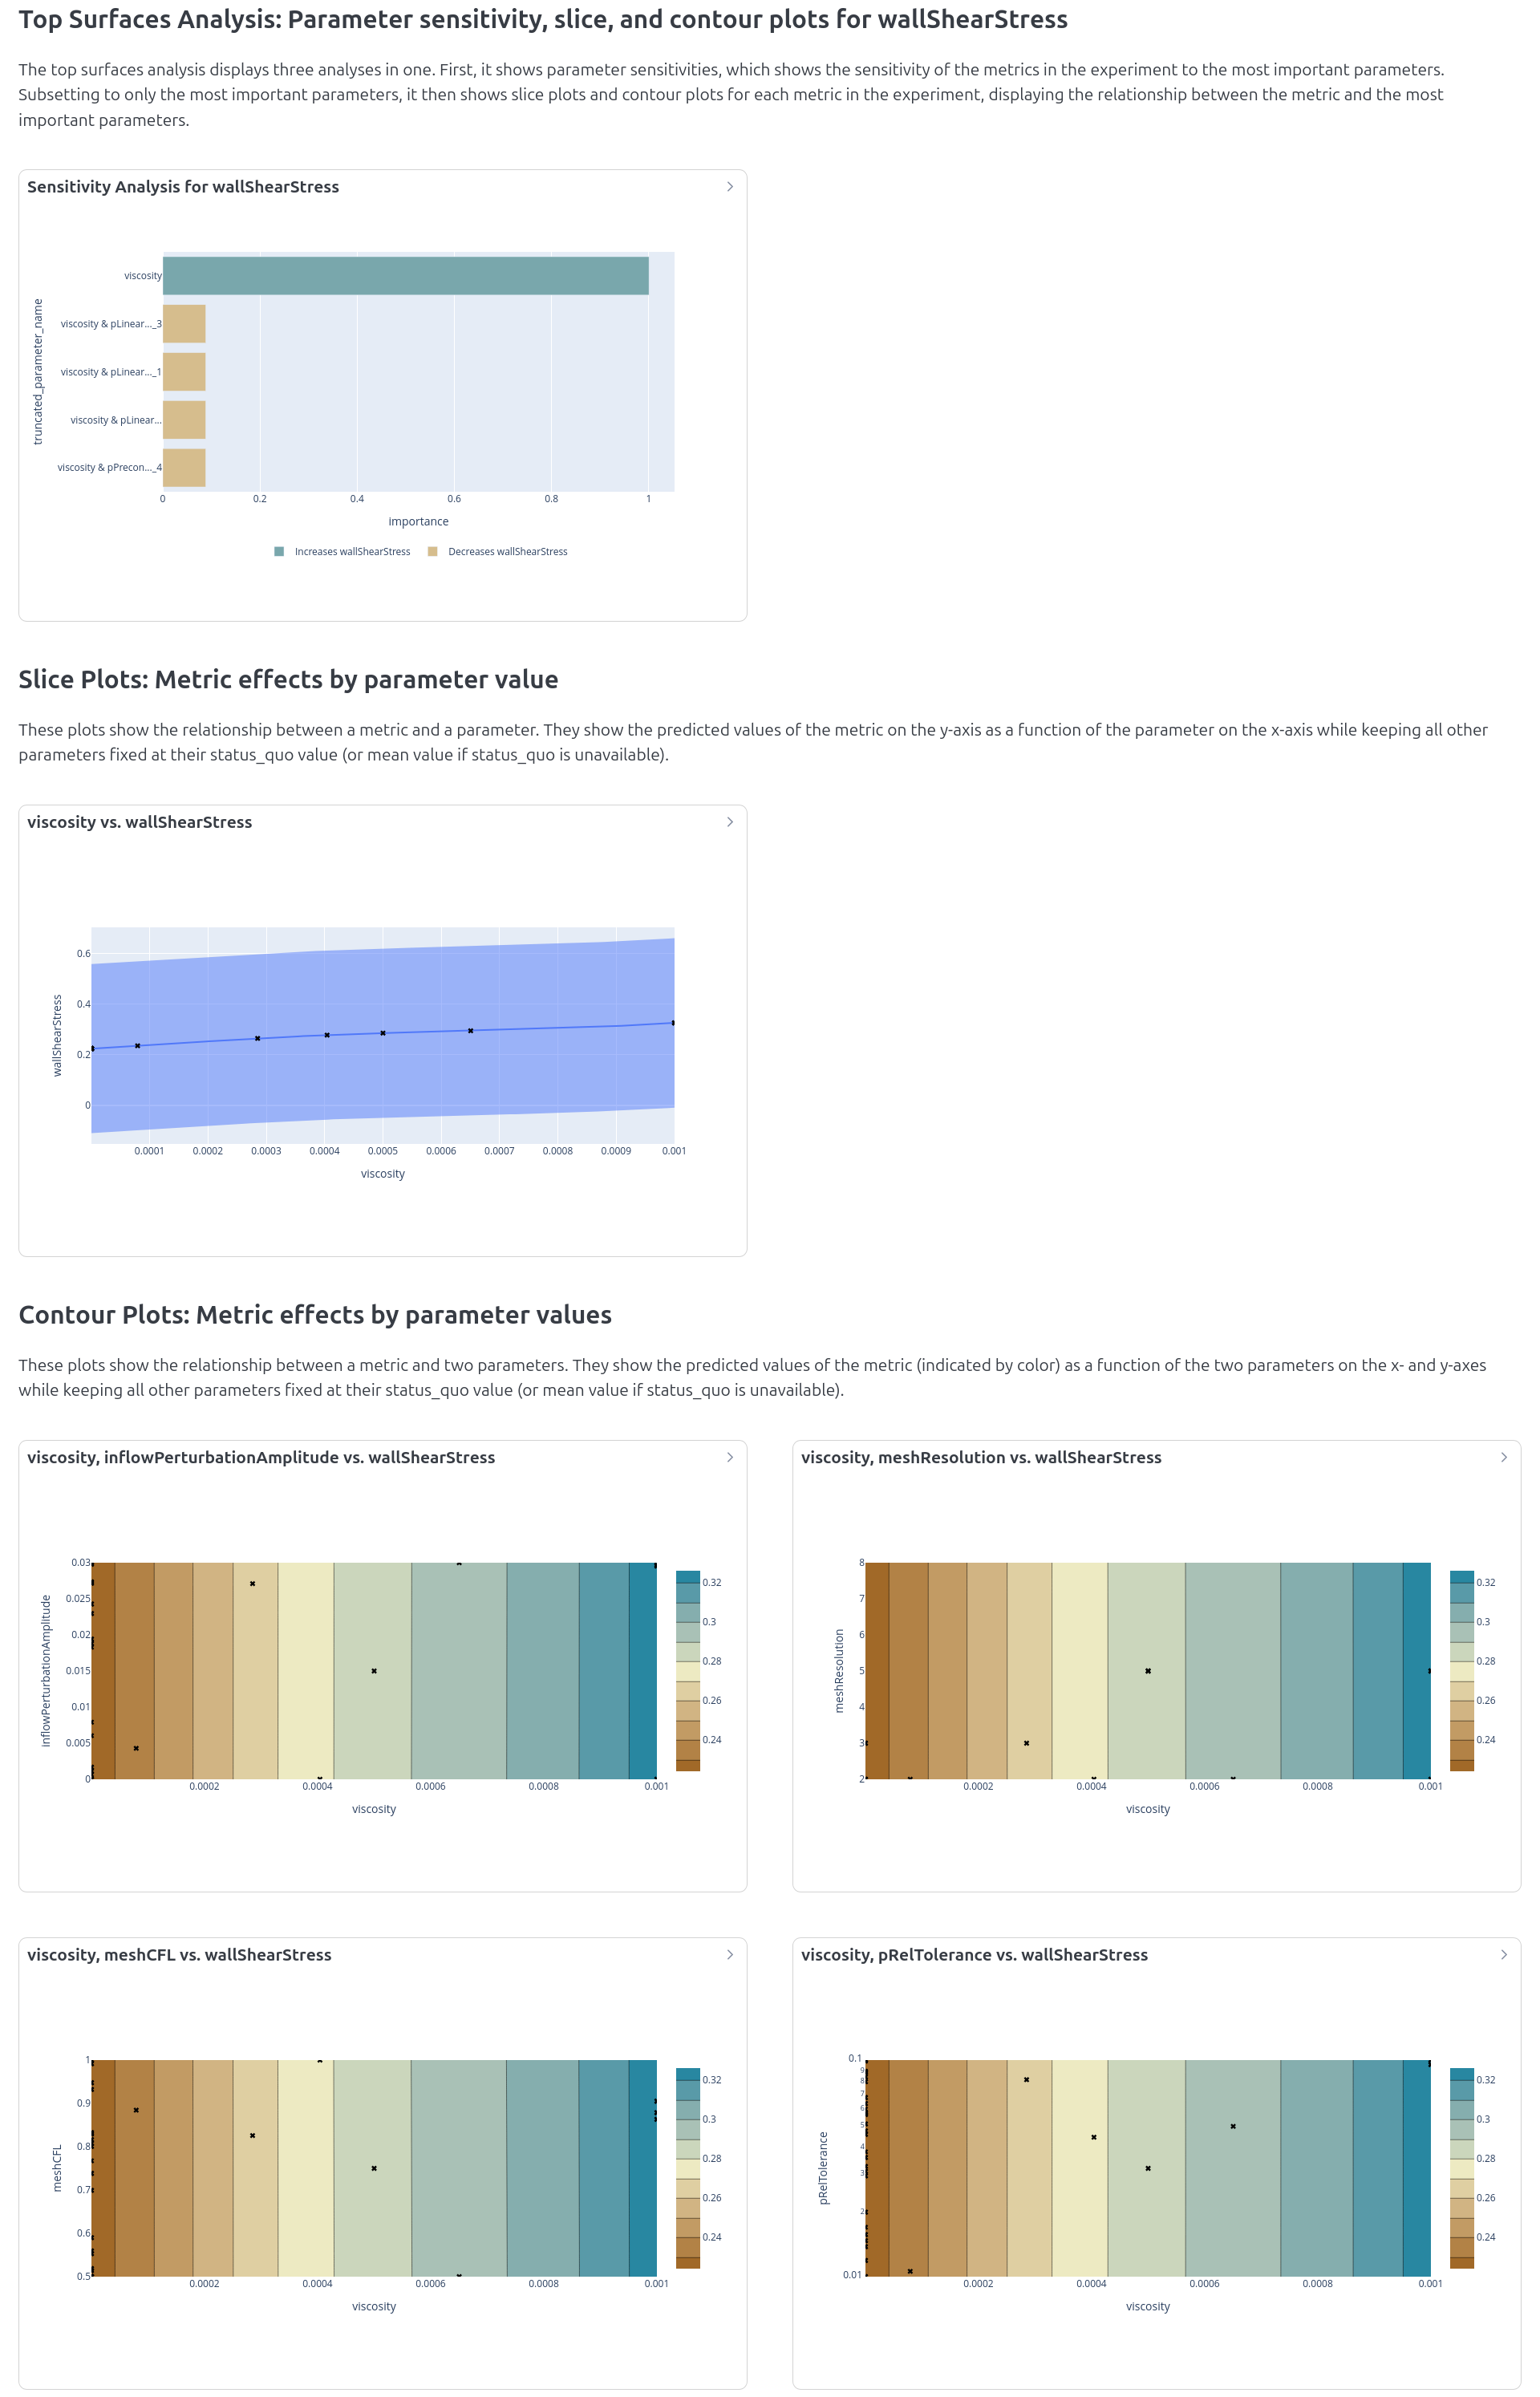 Top Surfaces Analysis: Parameter sensitivity, slice, and contour plots for wallShearStress
The top surfaces analysis displays three analyses in one. First, it shows parameter sensitivities, which shows the sensitivity of the metrics in the experiment to the most important parameters.
Subsetting to only the most important parameters, it then shows slice plots and contour plots for each metric in the experiment, displaying the relationship between the metric and the most
important parameters.
Sensitivity Analysis for wallShearStress
truncated_parameter_name
viscosity
viscosity & pLinear..._3
viscosity & pLinear..._1
viscosity & pLinear...
viscosity & pPrecon..._4
0 0.2 0.4 0.6 0.8 1
importance
Increases wallShearStress Decreases wallShearStress
Slice Plots: Metric effects by parameter value
These plots show the relationship between a metric and a parameter. They show the predicted values of the metric on the y-axis as a function of the parameter on the x-axis while keeping all other
parameters fixed at their status_quo value (or mean value if status_quo is unavailable).
viscosity vs. wallShearStress
wallShearStress
0.6
0.4
0.2
0
0.0001 0.0002 0.0003 0.0004 0.0005 0.0006 0.0007 0.0008 0.0009 0.001
viscosity
Contour Plots: Metric effects by parameter values
These plots show the relationship between a metric and two parameters. They show the predicted values of the metric (indicated by color) as a function of the two parameters on the x- and y-axes
while keeping all other parameters fixed at their status_quo value (or mean value if status_quo is unavailable).
viscosity, inflowPerturbationAmplitude vs. wallShearStress
inflowPerturbationAmplitude
0.03
0.025
0.02
0.015
0.01
0.005
0
0.0002 0.0004 0.0006 0.0008 0.001
viscosity
0.32
0.3
0.28
0.26
0.24
viscosity, meshResolution vs. wallShearStress
meshResolution
8
7
6
5
4
3
2
0.0002 0.0004 0.0006 0.0008 0.001
viscosity
0.32
0.3
0.28
0.26
0.24
viscosity, meshCFL vs. wallShearStress
meshCFL
1
0.9
0.8
0.7
0.6
0.5
0.0002 0.0004 0.0006 0.0008 0.001
viscosity
0.32
0.3
0.28
0.26
0.24
viscosity, pRelTolerance vs. wallShearStress
pRelTolerance
0.1
9
8
7
6
5
4
3
2
0.01
0.0002 0.0004 0.0006 0.0008 0.001
viscosity
0.32
0.3
0.28
0.26
0.24